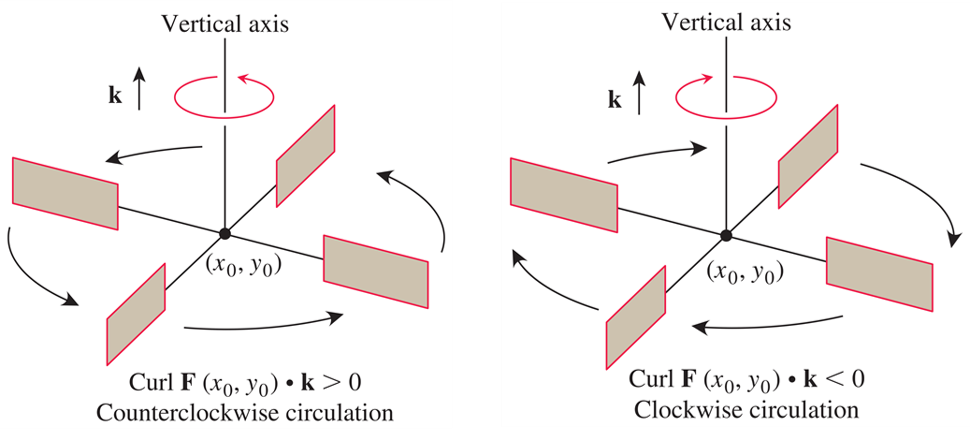 Vertical axis
k
(x₀, y₀)
Curl F (x₀, y₀) • k > 0
Counterclockwise circulation
Vertical axis
k
(x₀, y₀)
Curl F (x₀, y₀) • k < 0
Clockwise circulation